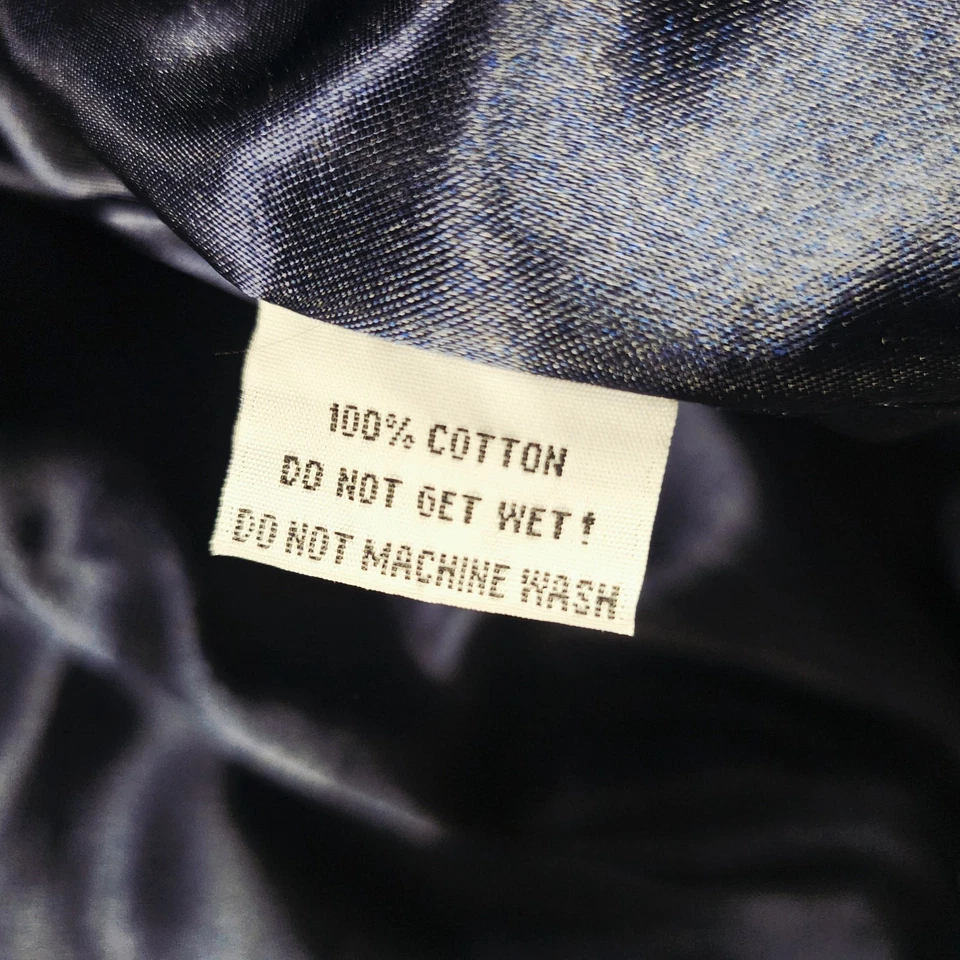 100% COTTON
DO NOT GET WET!
DO NOT MACHINE WASH